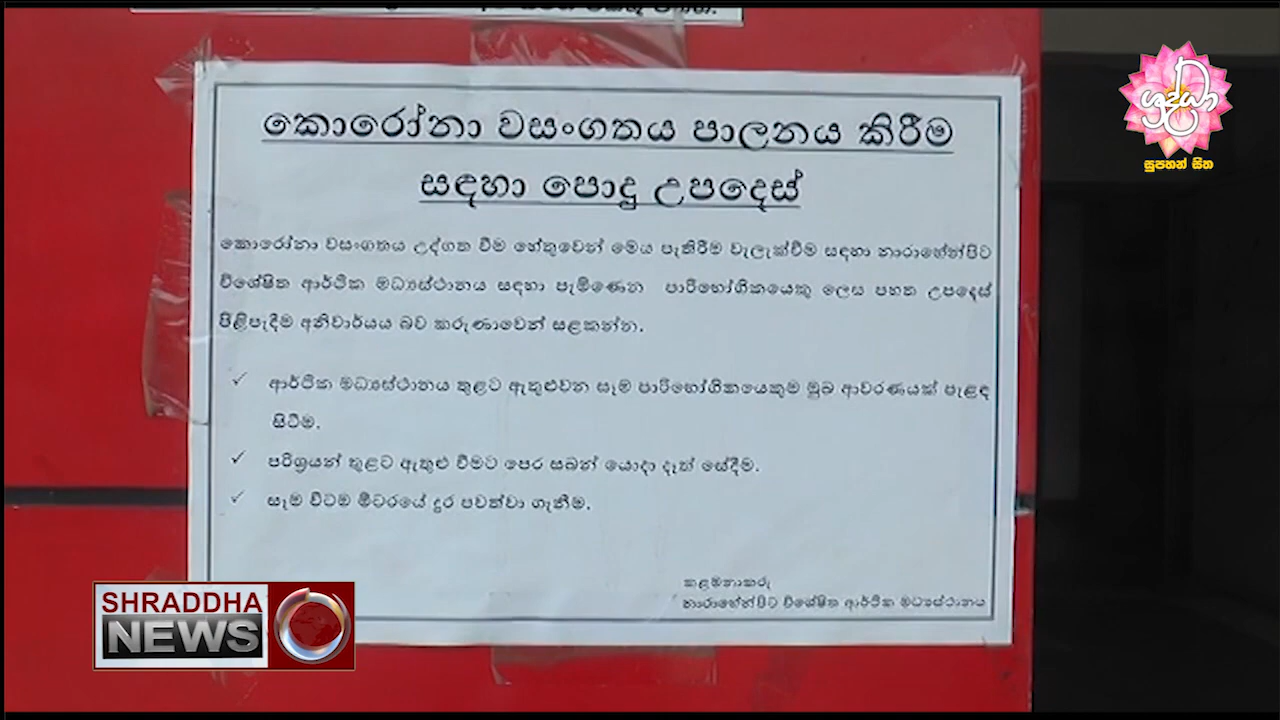 ශ්‍රද්ධා
සුපහන් සිත
කොරෝනා වසංගතය පාලනය කිරීම
සඳහා පොදු උපදෙස්
කොරෝනා වසංගතය උද්ගත වීම හේතුවෙන් මෙය පැතිරීම වැලැක්වීම සඳහා නාරාහේන්පිට
විශේෂිත ආර්ථික මධ්‍යස්ථානය සඳහා පැමිණෙන පාරිභෝගිකයෙකු ලෙස පහත උපදෙස්
පිළිපැදීම අනිවාර්යය බව කරුණාවෙන් සළකන්න.
✓ ආර්ථික මධ්‍යස්ථානය තුළට ඇතුළුවන සෑම පාරිභෝගිකයෙකුම මුඛ ආවරණයක් පැළඳ
සිටීම.
✓ පරිශ්‍රයන් තුළට ඇතුළු වීමට පෙර සබන් යොදා දෑත් සේදීම.
✓ සෑම විටම මීටරයේ දුර පවත්වා ගැනීම.
කළමනාකරු
නාරාහේන්පිට විශේෂිත ආර්ථික මධ්‍යස්ථානය
SHRADDHA
NEWS